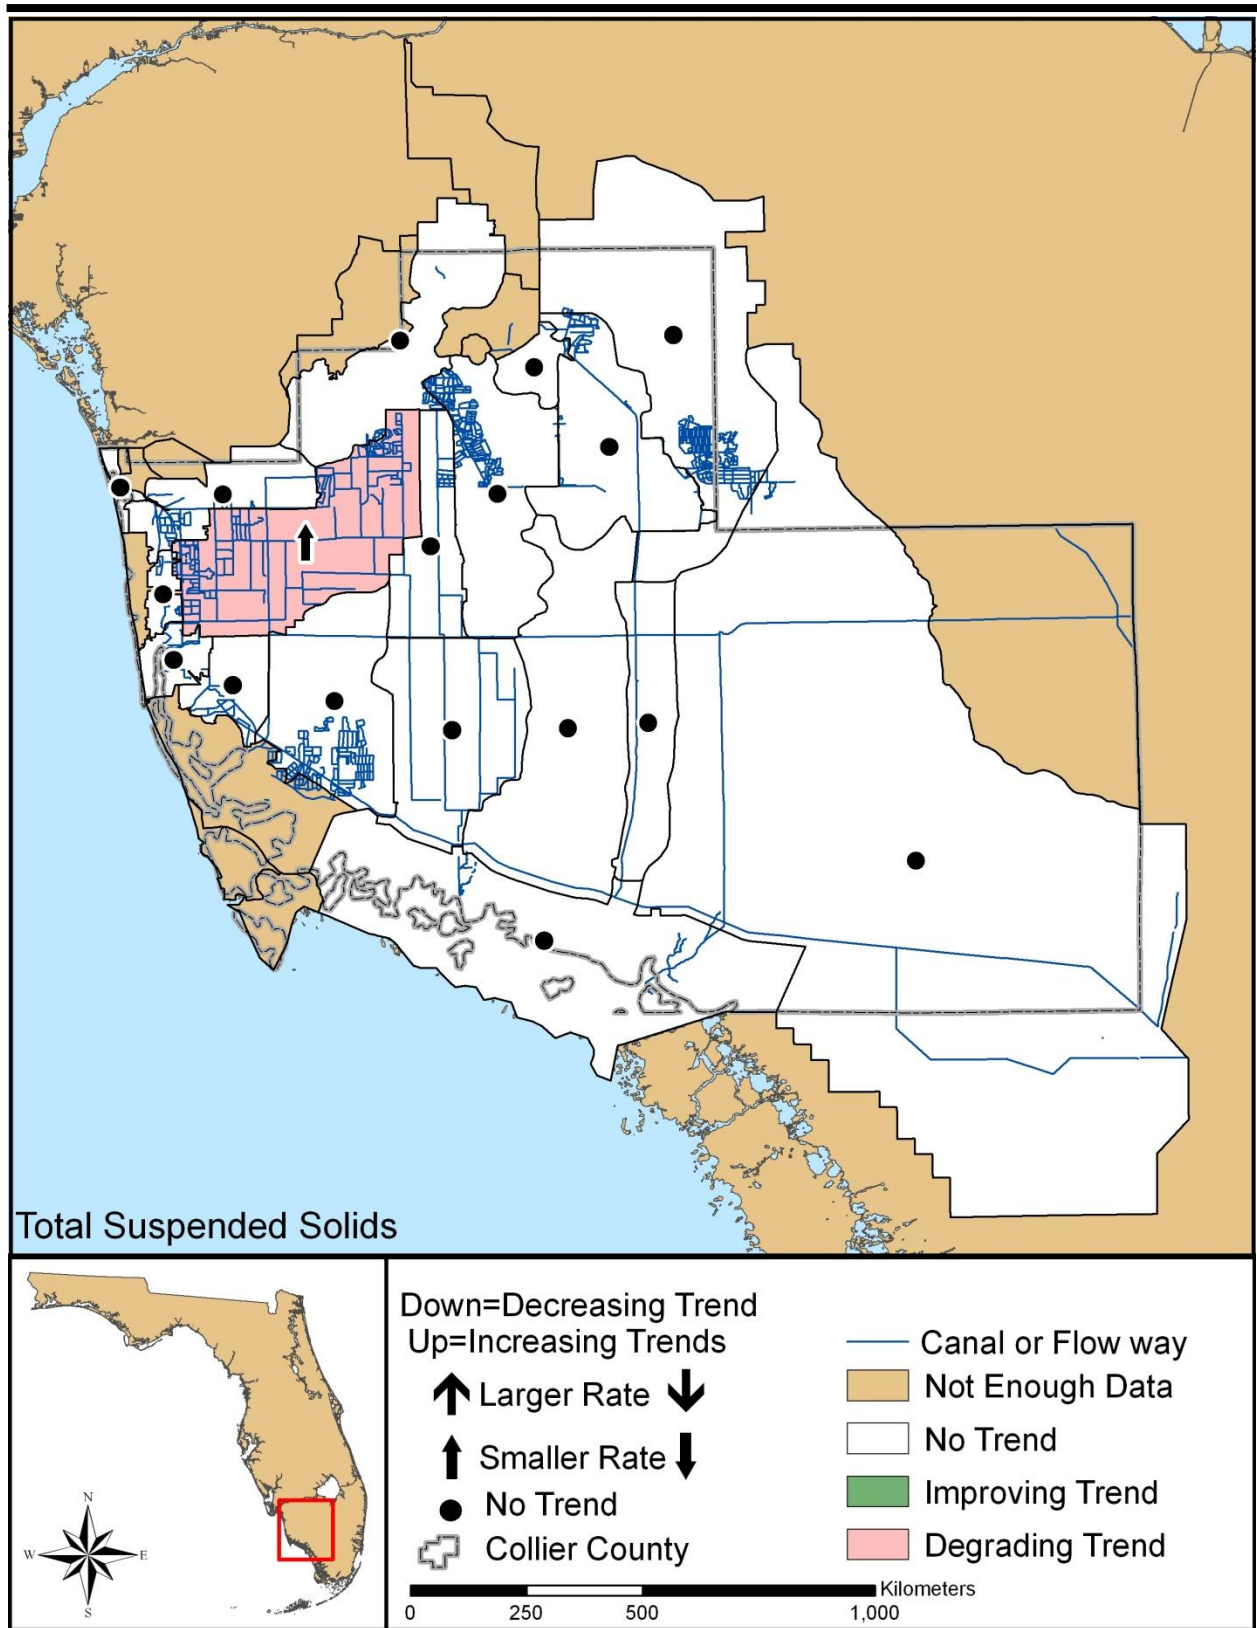 Total Suspended Solids
Down=Decreasing Trend
Up=Increasing Trends
Larger Rate
Smaller Rate
No Trend
Collier County
Canal or Flow way
Not Enough Data
No Trend
Improving Trend
Degrading Trend
Kilometers
0 250 500 1,000
N
W E
S